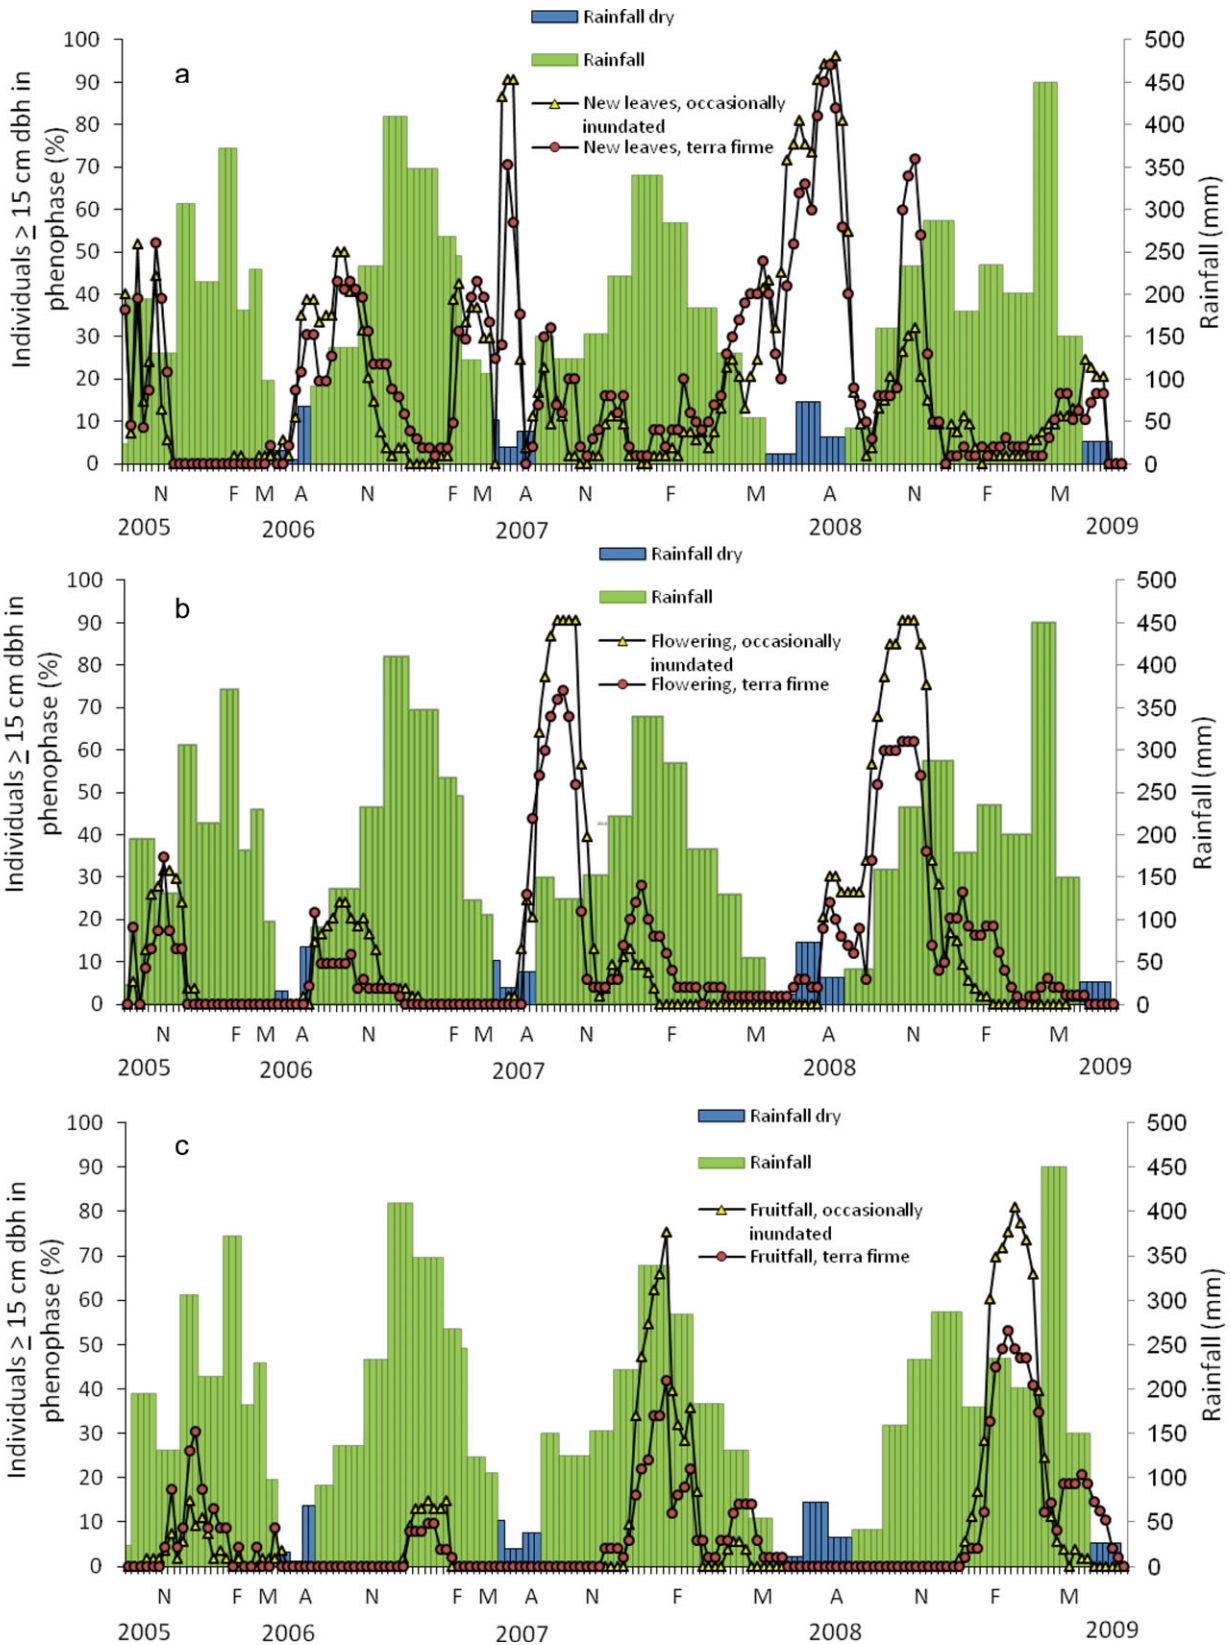 Rainfall dry
Rainfall
New leaves, occasionally
inundated
New leaves, terra firme
a
Individuals ≥ 15 cm dbh in
phenophase (%)
100
90
80
70
60
50
40
30
20
10
0
500
450
400
350
300
250
200
150
100
50
0
Rainfall (mm)
N F M A N F M A N F M A N F M
2005 2006 2007 2008 2009
Rainfall dry
Rainfall
Flowering, occasionally
inundated
Flowering, terra firme
b
Individuals ≥ 15 cm dbh in
phenophase (%)
100
90
80
70
60
50
40
30
20
10
0
500
450
400
350
300
250
200
150
100
50
0
Rainfall (mm)
N F M A N F M A N F M A N F M
2005 2006 2007 2008 2009
Rainfall dry
Rainfall
Fruitfall, occasionally
inundated
Fruitfall, terra firme
c
Individuals ≥ 15 cm dbh in
phenophase (%)
100
90
80
70
60
50
40
30
20
10
0
500
450
400
350
300
250
200
150
100
50
0
Rainfall (mm)
N F M A N F M A N F M A N F M
2005 2006 2007 2008 2009